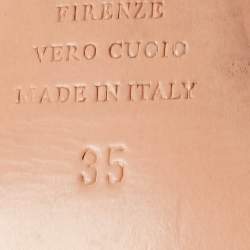 FIRENZE
VERO CUOIO
MADE IN ITALY
35